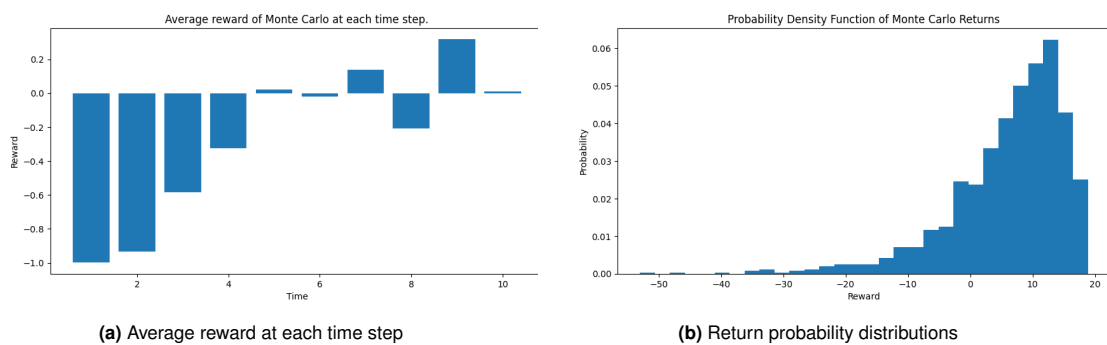 Average reward of Monte Carlo at each time step.
0.2
0.0
−0.2
−0.4
−0.6
−0.8
−1.0
Reward
2 4 6 8 10
Time
(a) Average reward at each time step
Probability Density Function of Monte Carlo Returns
0.06
0.05
0.04
0.03
0.02
0.01
0.00
Probability
−50 −40 −30 −20 −10 0 10 20
Reward
(b) Return probability distributions